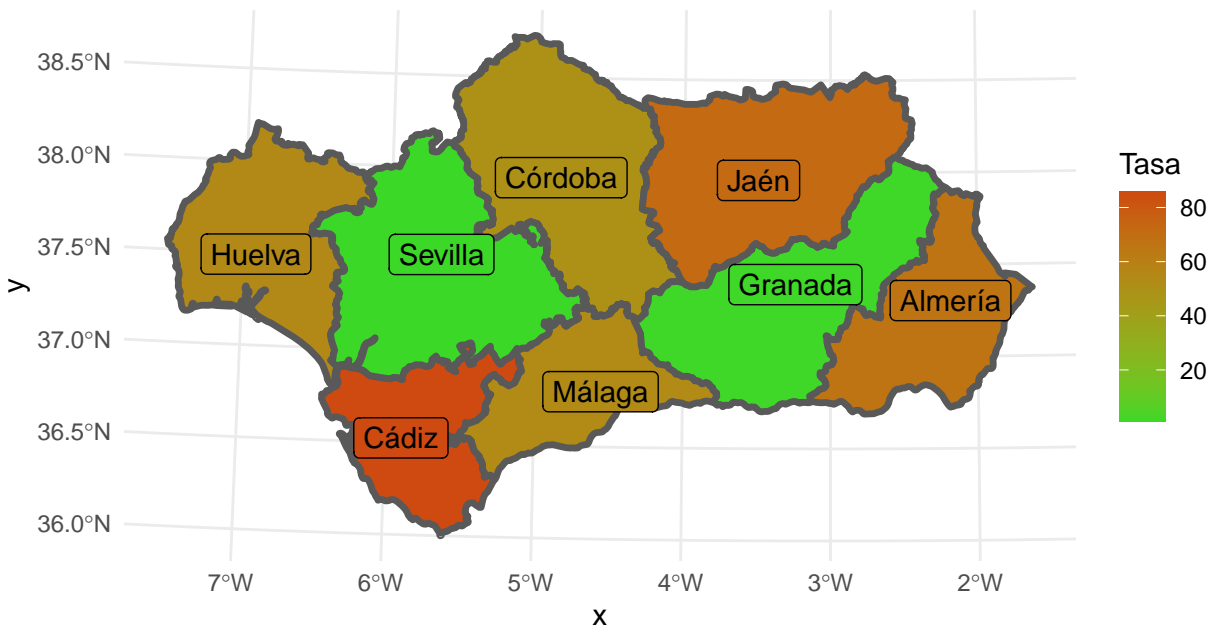 38.5°N
38.0°N
37.5°N
37.0°N
36.5°N
36.0°N
y
Córdoba
Jaén
Huelva
Sevilla
Granada
Almería
Málaga
Cádiz
7°W
6°W
5°W
4°W
3°W
2°W
x
Tasa
80
60
40
20